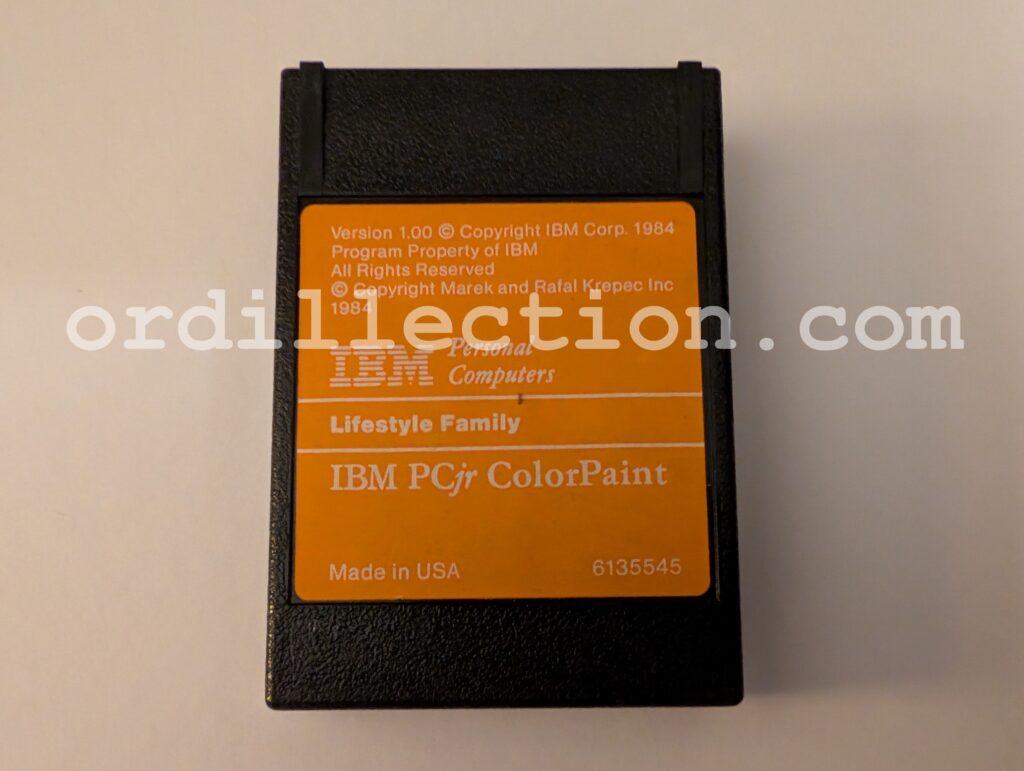 Version 1.00 © Copyright IBM Corp. 1984
Program Property of IBM
All Rights Reserved
© Copyright Marek and Rafal Krepec Inc
1984
ordillection.com
IBM Personal
Computers
Lifestyle Family
IBM PCjr ColorPaint
Made in USA 6135545